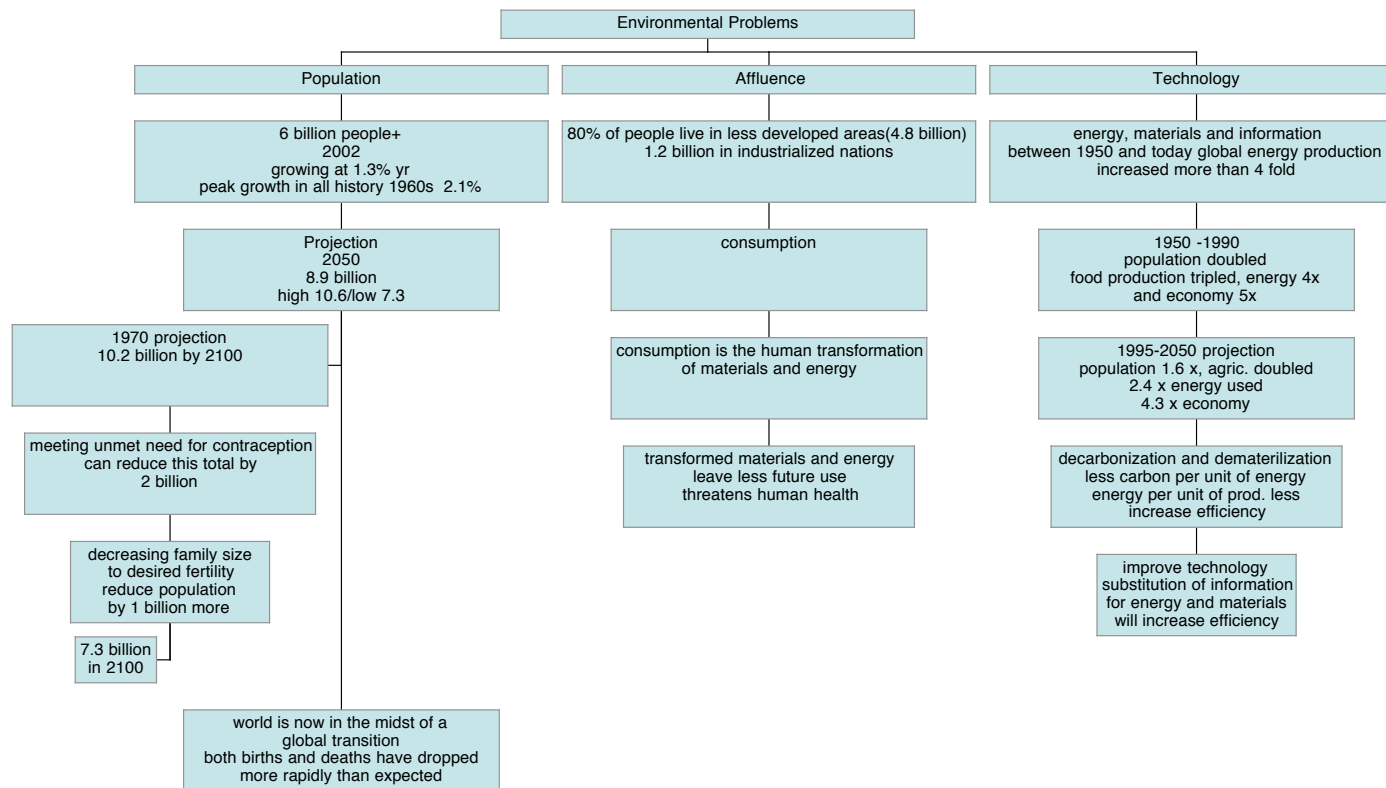 Environmental Problems
Population
6 billion people+
2002
growing at 1.3% yr
peak growth in all history 1960s 2.1%
Projection
2050
8.9 billion
high 10.6/low 7.3
1970 projection
10.2 billion by 2100
meeting unmet need for contraception
can reduce this total by
2 billion
decreasing family size
to desired fertility
reduce population
by 1 billion more
7.3 billion
in 2100
world is now in the midst of a
global transition
both births and deaths have dropped
more rapidly than expected
Affluence
80% of people live in less developed areas(4.8 billion)
1.2 billion in industrialized nations
consumption
consumption is the human transformation
of materials and energy
transformed materials and energy
leave less future use
threatens human health
Technology
energy, materials and information
between 1950 and today global energy production
increased more than 4 fold
1950 -1990
population doubled
food production tripled, energy 4x
and economy 5x
1995-2050 projection
population 1.6 x, agric. doubled
2.4 x energy used
4.3 x economy
decarbonization and dematerilization
less carbon per unit of energy
energy per unit of prod. less
increase efficiency
improve technology
substitution of information
for energy and materials
will increase efficiency